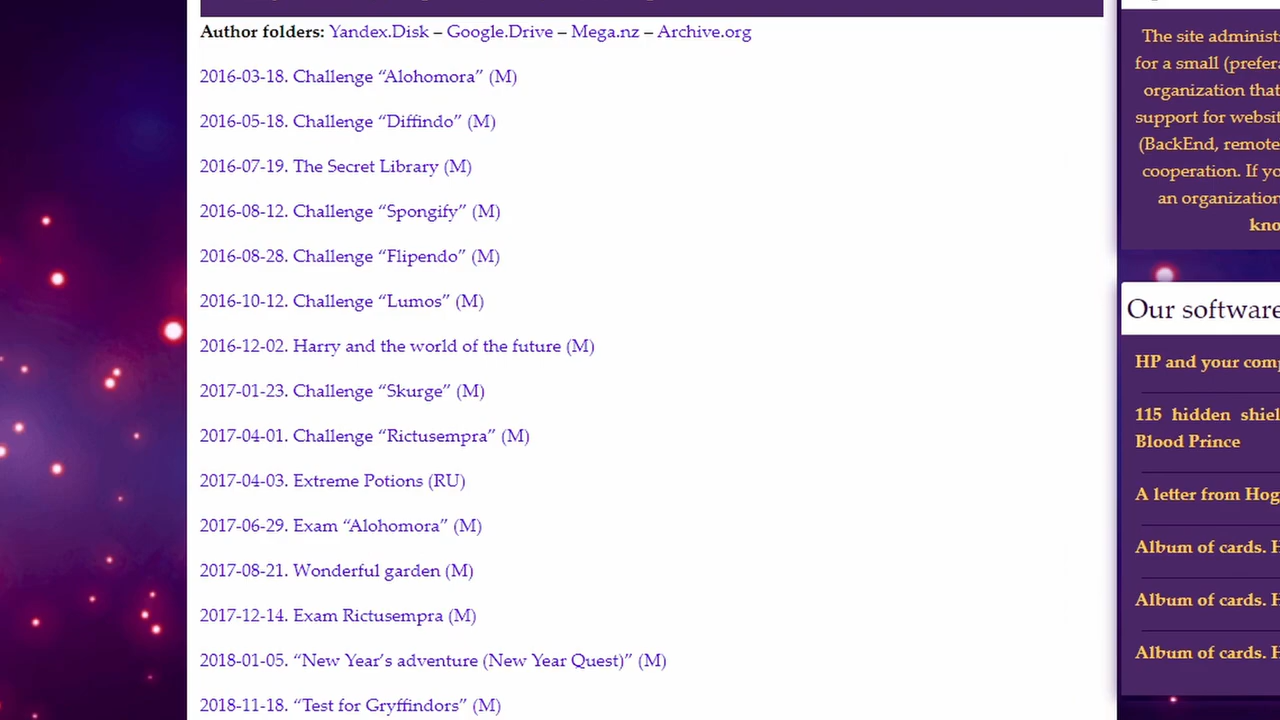 Author folders: Yandex.Disk – Google.Drive – Mega.nz – Archive.org
2016-03-18. Challenge “Alohomora” (M)
2016-05-18. Challenge “Diffindo” (M)
2016-07-19. The Secret Library (M)
2016-08-12. Challenge “Spongify” (M)
2016-08-28. Challenge “Flipendo” (M)
2016-10-12. Challenge “Lumos” (M)
2016-12-02. Harry and the world of the future (M)
2017-01-23. Challenge “Skurge” (M)
2017-04-01. Challenge “Rictusempra” (M)
2017-04-03. Extreme Potions (RU)
2017-06-29. Exam “Alohomora” (M)
2017-08-21. Wonderful garden (M)
2017-12-14. Exam Rictusempra (M)
2018-01-05. “New Year’s adventure (New Year Quest)” (M)
2018-11-18. “Test for Gryffindors” (M)
The site administ
for a small (prefer
organization that
support for websit
(BackEnd, remote
cooperation. If yo
an organization
kno
Our software
HP and your comp
115 hidden shiel
Blood Prince
A letter from Hog
Album of cards. H
Album of cards. H
Album of cards. H